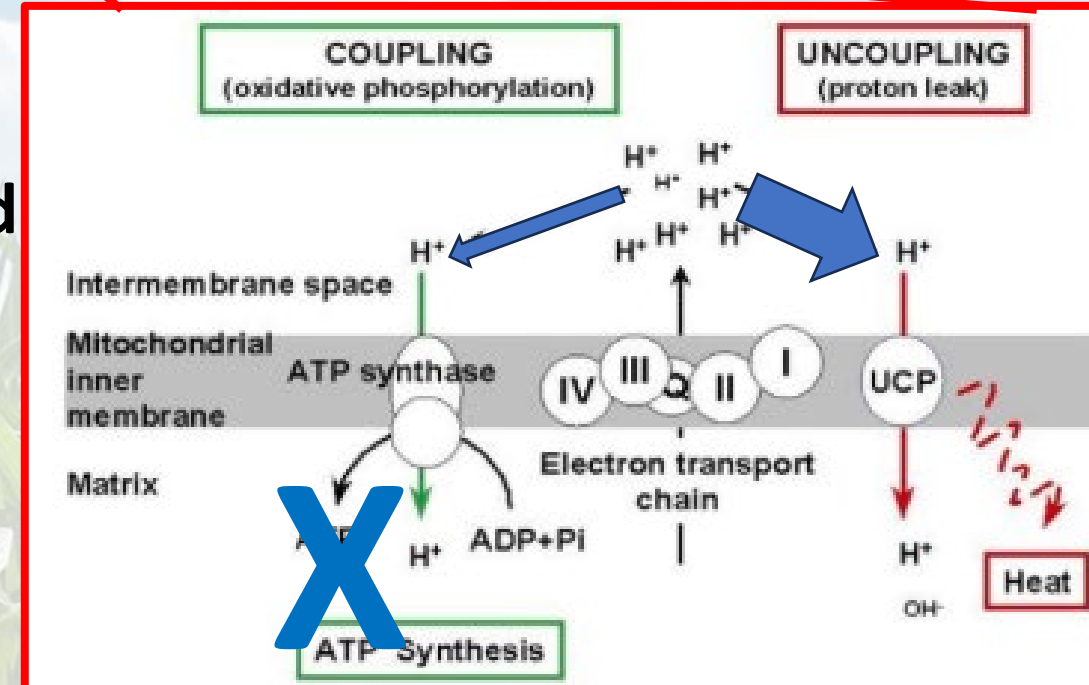 COUPLING
(oxidative phosphorylation)
UNCOUPLING
(proton leak)
H+ H+
H+
H+
H+ H+ H+
H+
H+
d
Intermembrane space
Mitochondrial
inner
membrane
ATP synthase
IV
III
Q
II
I
UCP
Matrix
Electron transport
chain
H+
ADP+Pi
H+
OH-
Heat
X
ATP Synthesis